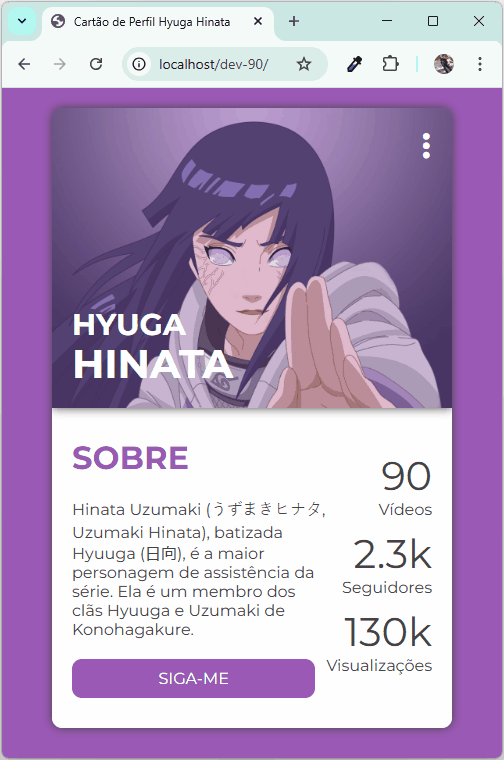 Cartão de Perfil Hyuga Hinata
localhost/dev-90/
HYUGA
HINATA
SOBRE
Hinata Uzumaki (うずまきヒナタ,
Uzumaki Hinata), batizada
Hyuuga (日向), é a maior
personagem de assistência da
série. Ela é um membro dos
clãs Hyuuga e Uzumaki de
Konohagakure.
SIGA-ME
90
Vídeos
2.3k
Seguidores
130k
Visualizações